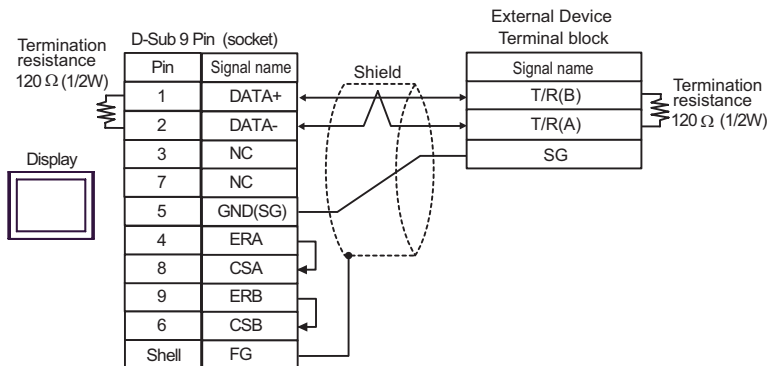 External Device
Terminal block
D-Sub 9 Pin (socket)
Termination
resistance
120 Ω (1/2W)
Pin Signal name
Shield
Signal name
1 DATA+
T/R(B)
Termination
resistance
120 Ω (1/2W)
2 DATA-
T/R(A)
3 NC
SG
Display
7 NC
5 GND(SG)
4 ERA
8 CSA
9 ERB
6 CSB
Shell FG